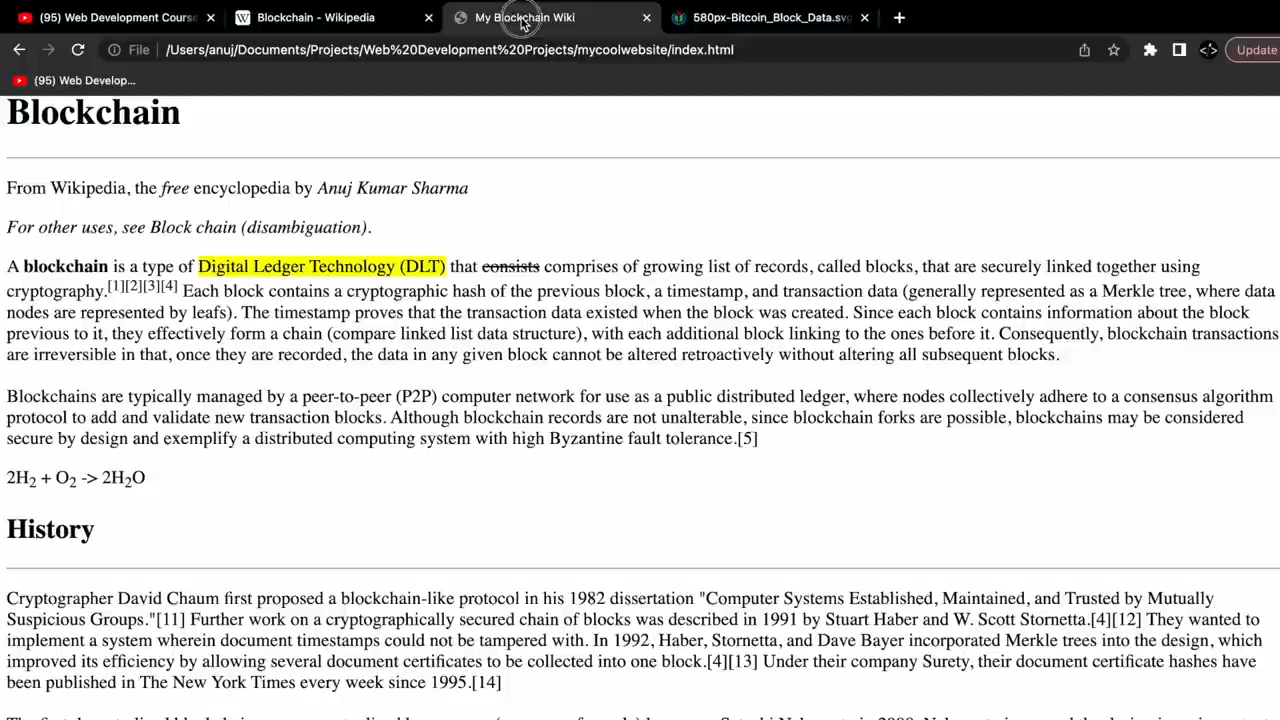 (95) Web Development Course
Blockchain - Wikipedia
My Blockchain Wiki
580px-Bitcoin_Block_Data.svg
File
/Users/anuj/Documents/Projects/Web%20Development%20Projects/mycoolwebsite/index.html
Update
(95) Web Develop...
Blockchain
From Wikipedia, the free encyclopedia by Anuj Kumar Sharma
For other uses, see Block chain (disambiguation).
A blockchain is a type of Digital Ledger Technology (DLT) that consists comprises of growing list of records, called blocks, that are securely linked together using
cryptography.[1][2][3][4] Each block contains a cryptographic hash of the previous block, a timestamp, and transaction data (generally represented as a Merkle tree, where data
nodes are represented by leafs). The timestamp proves that the transaction data existed when the block was created. Since each block contains information about the block
previous to it, they effectively form a chain (compare linked list data structure), with each additional block linking to the ones before it. Consequently, blockchain transactions
are irreversible in that, once they are recorded, the data in any given block cannot be altered retroactively without altering all subsequent blocks.
Blockchains are typically managed by a peer-to-peer (P2P) computer network for use as a public distributed ledger, where nodes collectively adhere to a consensus algorithm
protocol to add and validate new transaction blocks. Although blockchain records are not unalterable, since blockchain forks are possible, blockchains may be considered
secure by design and exemplify a distributed computing system with high Byzantine fault tolerance.[5]
2H2 + O2 -> 2H2O
History
Cryptographer David Chaum first proposed a blockchain-like protocol in his 1982 dissertation "Computer Systems Established, Maintained, and Trusted by Mutually
Suspicious Groups."[11] Further work on a cryptographically secured chain of blocks was described in 1991 by Stuart Haber and W. Scott Stornetta.[4][12] They wanted to
implement a system wherein document timestamps could not be tampered with. In 1992, Haber, Stornetta, and Dave Bayer incorporated Merkle trees into the design, which
improved its efficiency by allowing several document certificates to be collected into one block.[4][13] Under their company Surety, their document certificate hashes have
been published in The New York Times every week since 1995.[14]